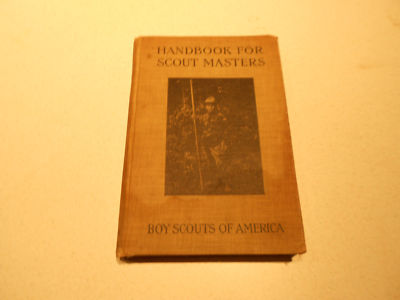 HANDBOOK FOR
SCOUT MASTERS
BOY SCOUTS OF AMERICA